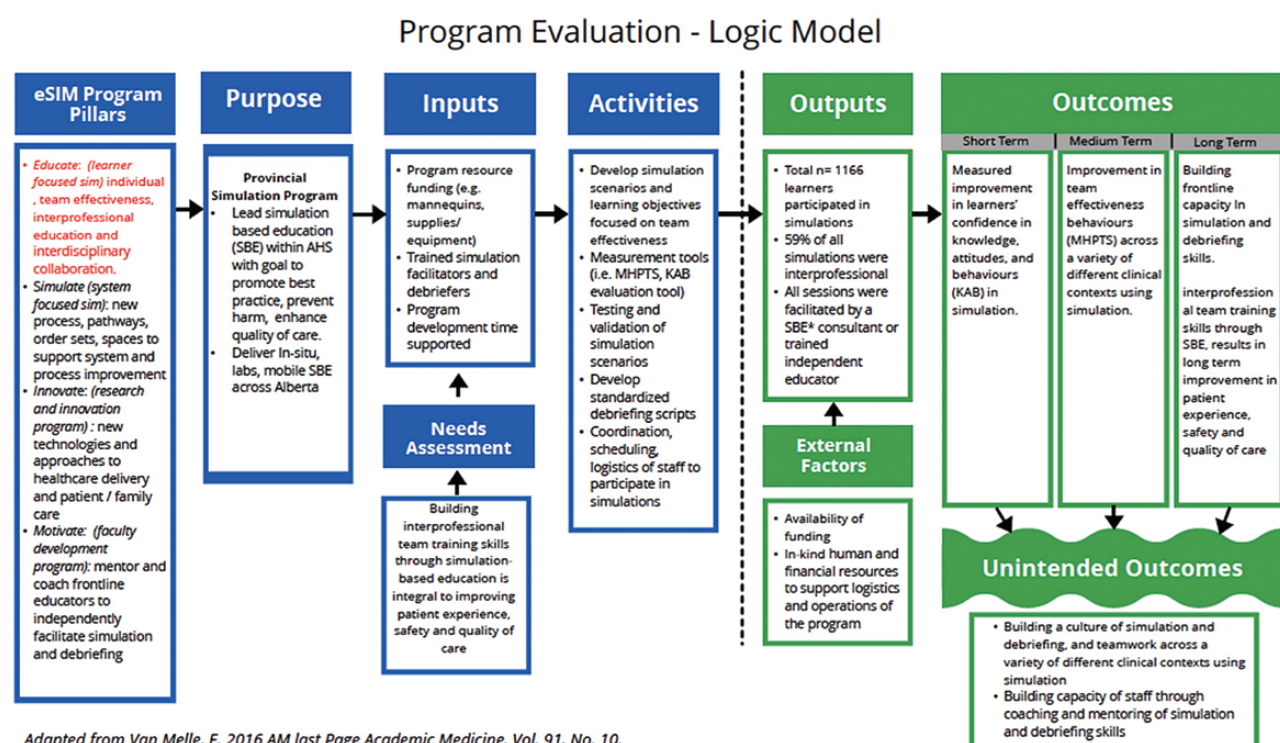 Program Evaluation - Logic Model
eSIM Program
Pillars
• Educate: (learner
focused sim) individual
, team effectiveness,
interprofessional
education and
interdisciplinary
collaboration.
• Simulate (system
focused sim): new
process, pathways,
order sets, spaces to
support system and
process improvement
• Innovate: (research
and innovation
program) : new
technologies and
approaches to
healthcare delivery
and patient / family
care
• Motivate: (faculty
development
program): mentor and
coach frontline
educators to
independently
facilitate simulation
and debriefing
Purpose
Provincial
Simulation Program
• Lead simulation
based education
(SBE) within AHS
with goal to
promote best
practice, prevent
harm, enhance
quality of care.
• Deliver In-situ,
labs, mobile SBE
across Alberta
Inputs
• Program resource
funding (e.g.
mannequins,
supplies/
equipment)
• Trained simulation
facilitators and
debriefers
• Program
development time
supported
Needs
Assessment
Building
interprofessional
team training skills
through simulation-
based education is
integral to improving
patient experience,
safety and quality of
care
Activities
• Develop simulation
scenarios and
learning objectives
focused on team
effectiveness
• Measurement tools
(i.e. MHPTS, KAB
evaluation tool)
• Testing and
validation of
simulation
scenarios
• Develop
standardized
debriefing scripts
• Coordination,
scheduling,
logistics of staff to
participate in
simulations
Outputs
• Total n= 1166
learners
participated in
simulations
• 59% of all
simulations were
interprofessional
• All sessions were
facilitated by a
SBE* consultant or
trained
independent
educator
External
Factors
• Availability of
funding
• In-kind human and
financial resources
to support logistics
and operations of
the program
Outcomes
Short Term
Measured
improvement
in learners’
confidence in
knowledge,
attitudes, and
behaviours
(KAB) in
simulation.
Medium Term
Improvement in
team
effectiveness
behaviours
(MHPTS) across
a variety of
different clinical
contexts using
simulation.
Long Term
Building
frontline
capacity In
simulation and
debriefing
skills.
interprofession
al team training
skills through
SBE, results in
long term
improvement in
patient
experience,
safety and
quality of care
Unintended Outcomes
• Building a culture of simulation and
debriefing, and teamwork across a
variety of different clinical contexts using
simulation
• Building capacity of staff through
coaching and mentoring of simulation
and debriefing skills
Adapted from Van Melle, E. 2016 AM last Page Academic Medicine, Vol. 91, No. 10.